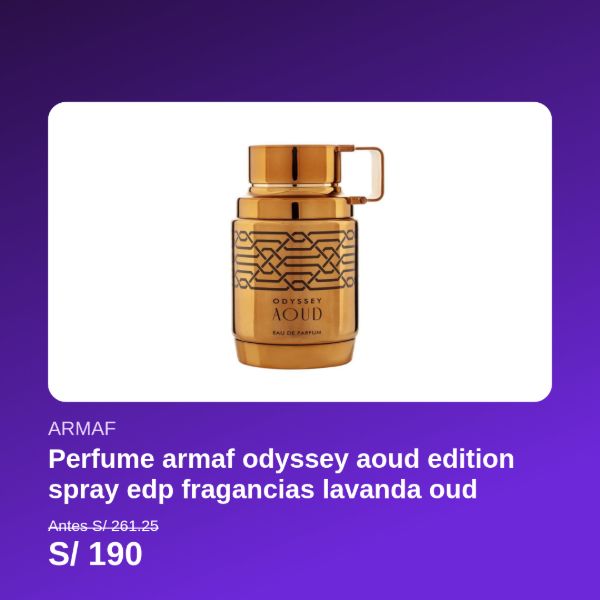 ODYSSEY
AOUD
EAU DE PARFUM
ARMAF
Perfume armaf odyssey aoud edition
spray edp fragancias lavanda oud
Antes S/ 261.25
S/ 190